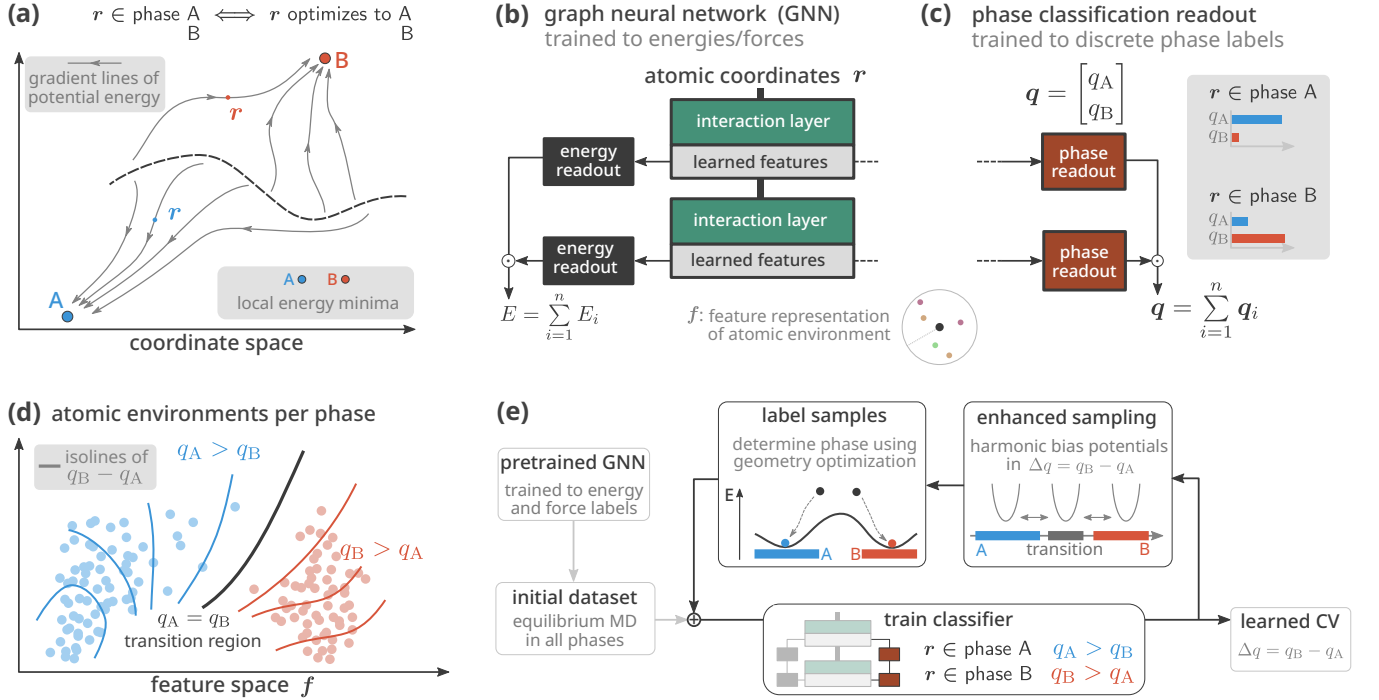 (a)
r ∈ phase A ⟺ r optimizes to A
B B
gradient lines of
potential energy
B
r
r
A
A B
local energy minima
coordinate space
(b) graph neural network (GNN)
trained to energies/forces
atomic coordinates r
interaction layer
energy
readout
learned features
interaction layer
energy
readout
learned features
E = ∑ⁿᵢ₌₁ Eᵢ
f: feature representation
of atomic environment
(c) phase classification readout
trained to discrete phase labels
q = [q_A
q_B]
phase
readout
phase
readout
q = ∑ⁿᵢ₌₁ qᵢ
r ∈ phase A
q_A
q_B
r ∈ phase B
q_A
q_B
(d) atomic environments per phase
isolines of
q_B − q_A
q_A > q_B
q_B > q_A
q_A = q_B
transition region
feature space f
(e)
pretrained GNN
trained to energy
and force labels
initial dataset
equilibrium MD
in all phases
label samples
determine phase using
geometry optimization
E
A B
enhanced sampling
harmonic bias potentials
in Δq = q_B − q_A
A transition B
train classifier
r ∈ phase A q_A > q_B
r ∈ phase B q_B > q_A
learned CV
Δq = q_B − q_A